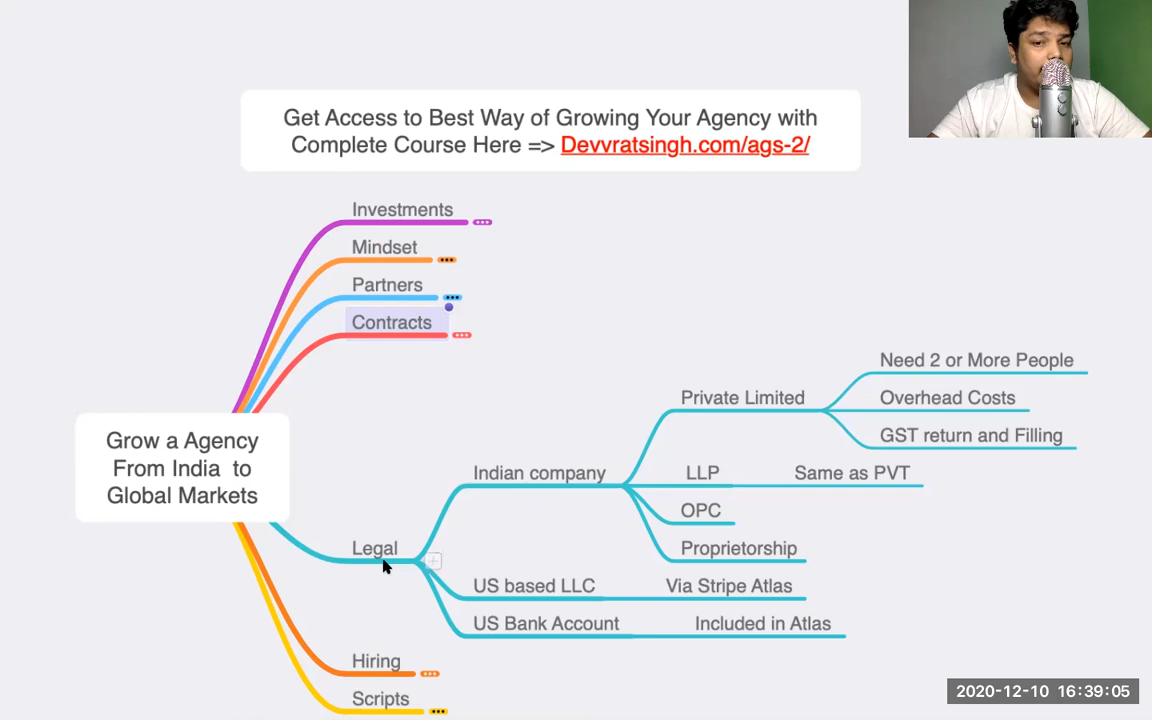 Get Access to Best Way of Growing Your Agency with
Complete Course Here => Devvratsingh.com/ags-2/
Investments
Mindset
Partners
Contracts
Need 2 or More People
Private Limited
Overhead Costs
GST return and Filling
Grow a Agency
From India to
Global Markets
Indian company
LLP
Same as PVT
OPC
Legal
Proprietorship
US based LLC
Via Stripe Atlas
US Bank Account
Included in Atlas
Hiring
Scripts
2020-12-10 16:39:05